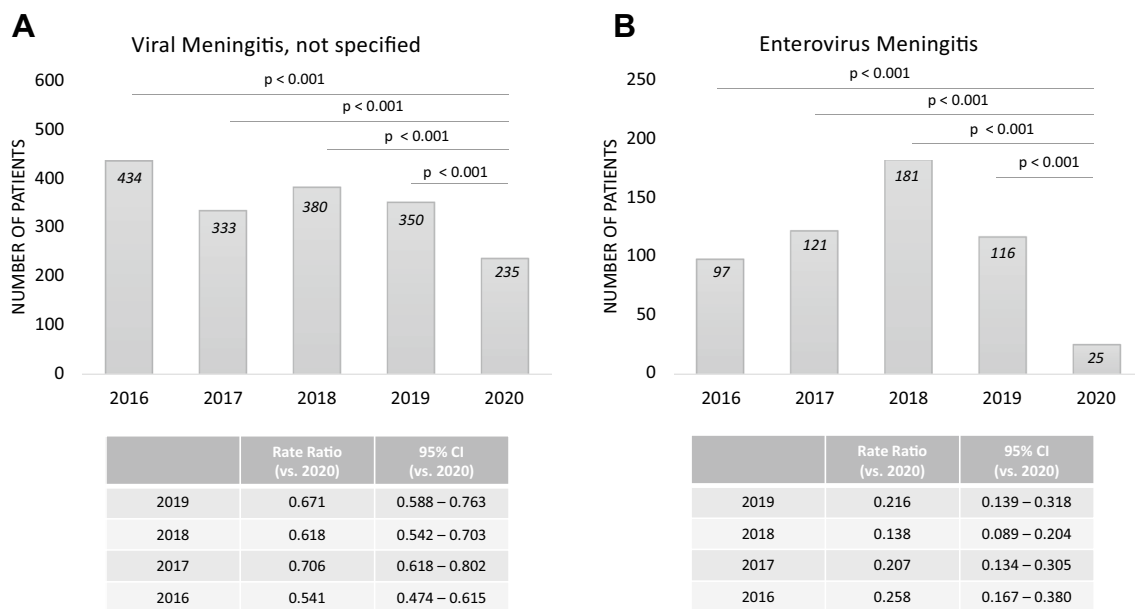 A
Viral Meningitis, not specified
NUMBER OF PATIENTS
600
500
400
300
200
100
0
p < 0.001
p < 0.001
p < 0.001
p < 0.001
434
333
380
350
235
2016 2017 2018 2019 2020
Rate Ratio (vs. 2020) 95% CI (vs. 2020)
2019 0.671 0.588 – 0.763
2018 0.618 0.542 – 0.703
2017 0.706 0.618 – 0.802
2016 0.541 0.474 – 0.615
B
Enterovirus Meningitis
NUMBER OF PATIENTS
250
200
150
100
50
0
p < 0.001
p < 0.001
p < 0.001
p < 0.001
97
121
181
116
25
2016 2017 2018 2019 2020
Rate Ratio (vs. 2020) 95% CI (vs. 2020)
2019 0.216 0.139 – 0.318
2018 0.138 0.089 – 0.204
2017 0.207 0.134 – 0.305
2016 0.258 0.167 – 0.380